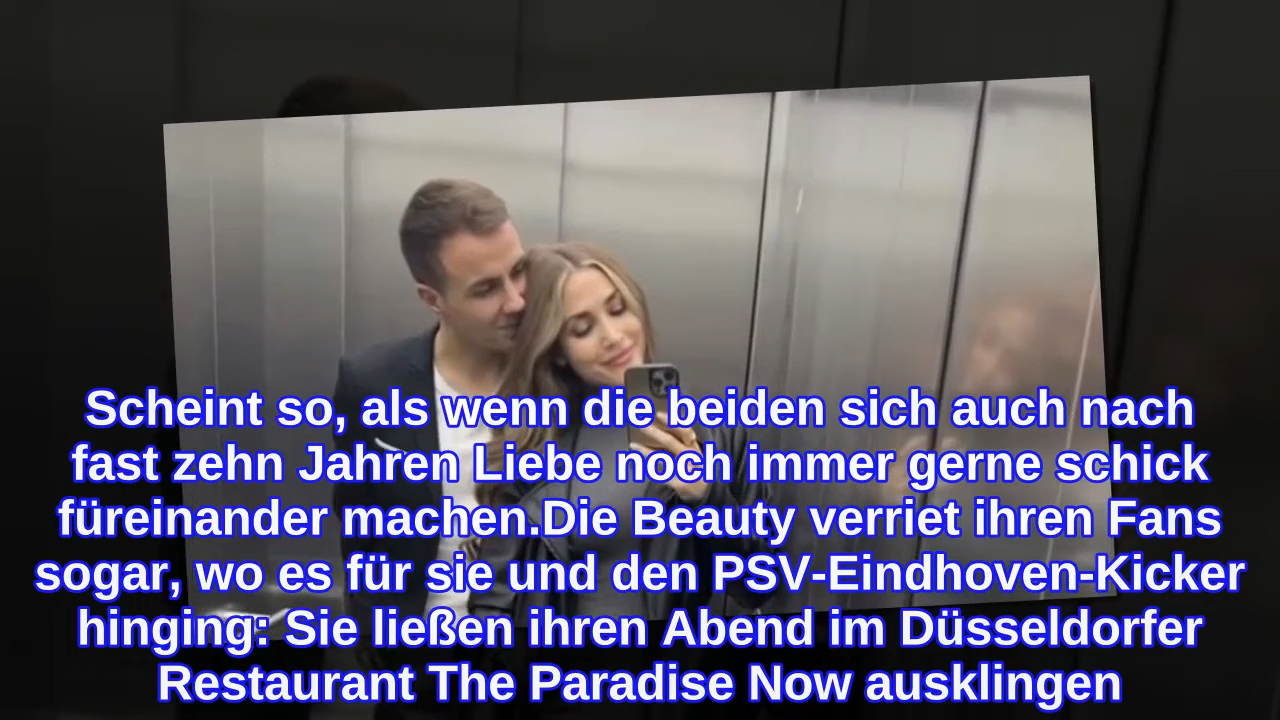 Scheint so, als wenn die beiden sich auch nach
fast zehn Jahren Liebe noch immer gerne schick
füreinander machen.Die Beauty verriet ihren Fans
sogar, wo es für sie und den PSV-Eindhoven-Kicker
hinging: Sie ließen ihren Abend im Düsseldorfer
Restaurant The Paradise Now ausklingen